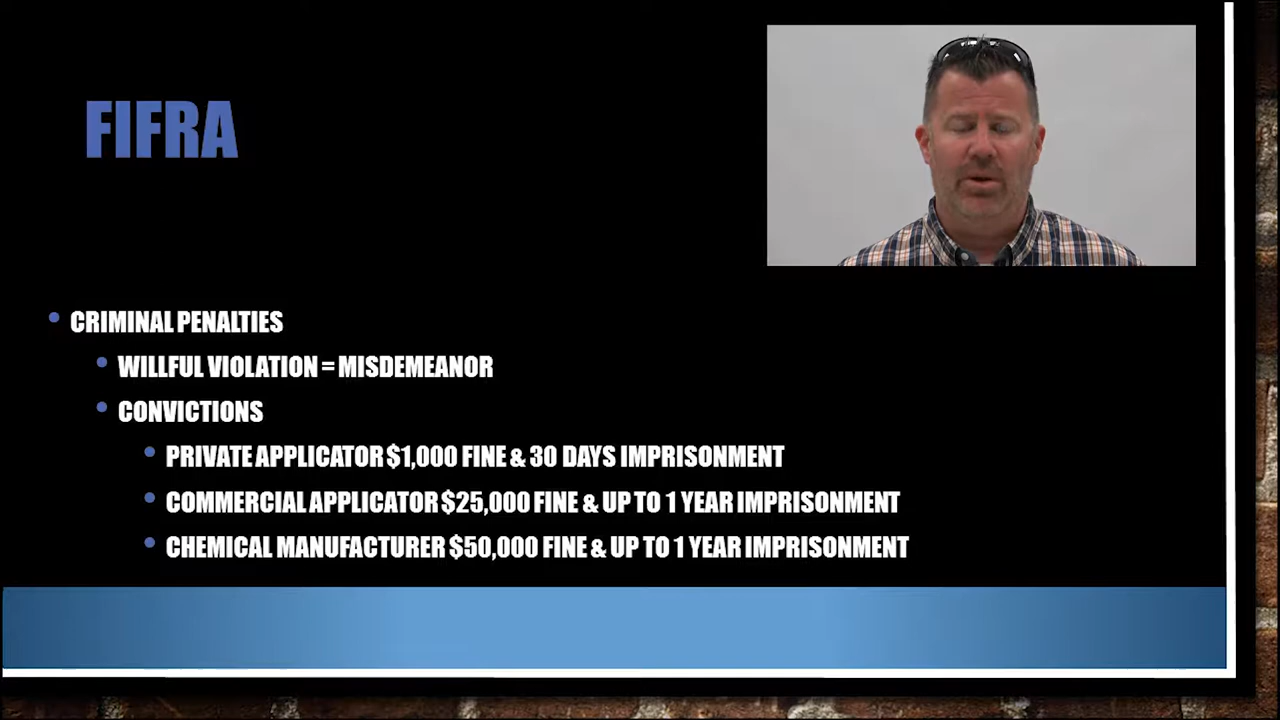 FIFRA
CRIMINAL PENALTIES
WILLFUL VIOLATION = MISDEMEANOR
CONVICTIONS
PRIVATE APPLICATOR $1,000 FINE & 30 DAYS IMPRISONMENT
COMMERCIAL APPLICATOR $25,000 FINE & UP TO 1 YEAR IMPRISONMENT
CHEMICAL MANUFACTURER $50,000 FINE & UP TO 1 YEAR IMPRISONMENT